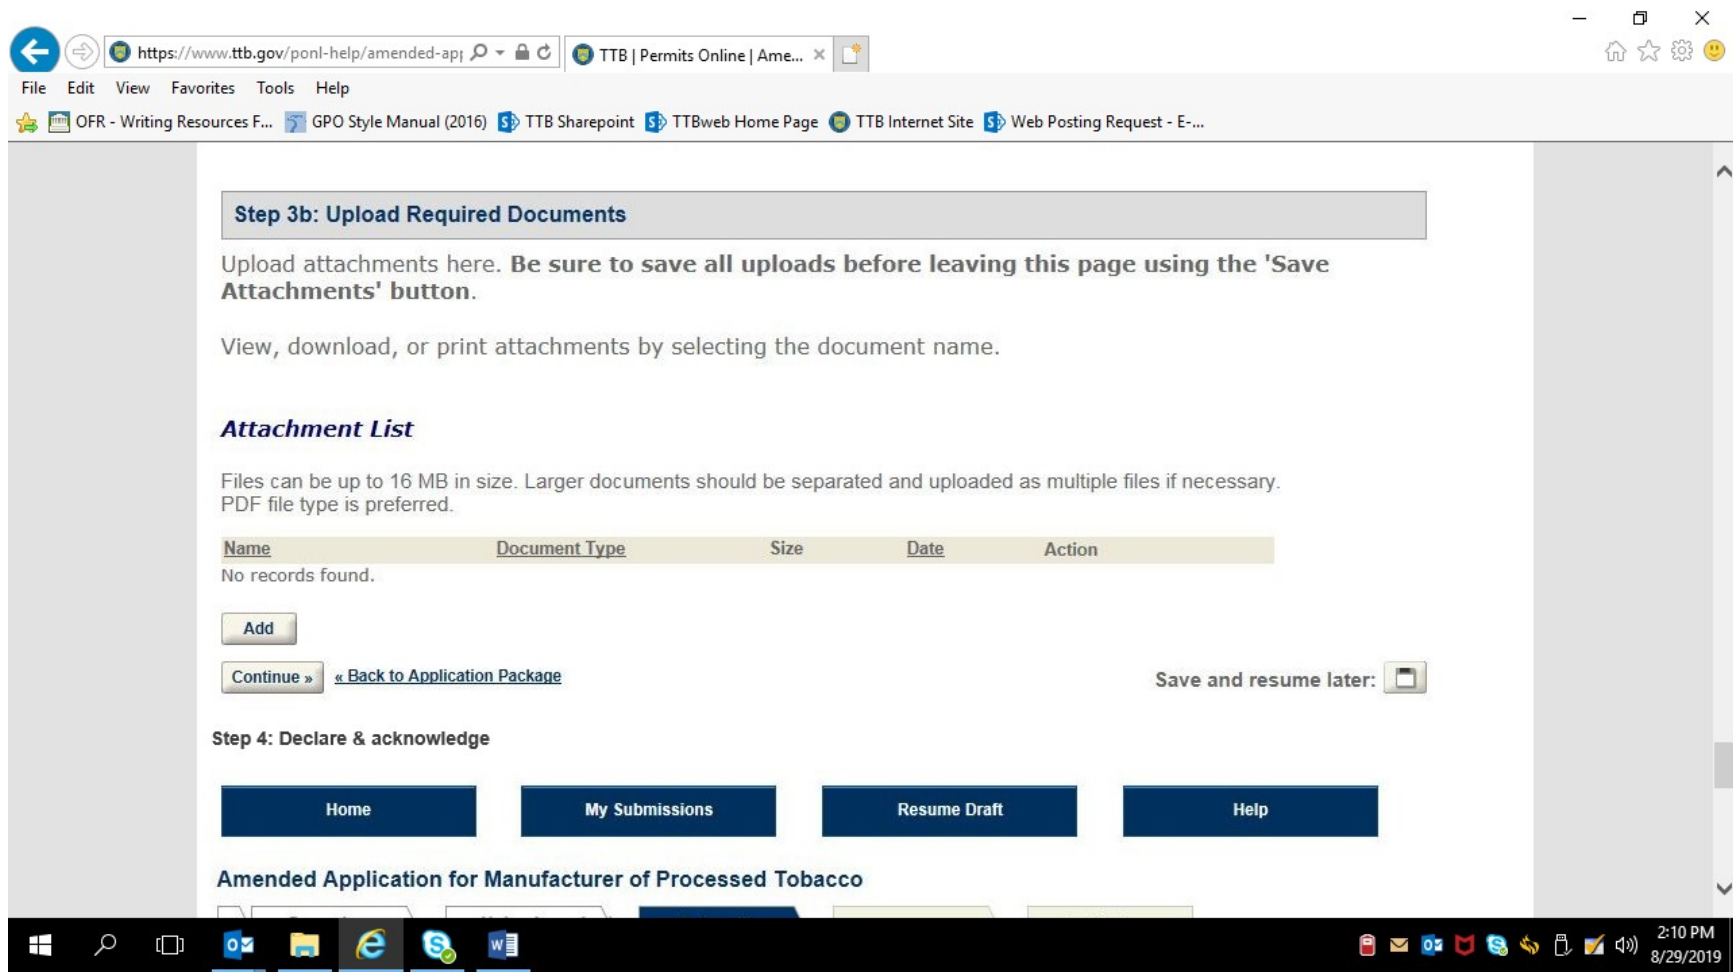 https://www.ttb.gov/ponl-help/amended-ap
TTB | Permits Online | Ame...
File Edit View Favorites Tools Help
OFR - Writing Resources F... GPO Style Manual (2016) TTB Sharepoint TTBweb Home Page TTB Internet Site Web Posting Request - E-...
Step 3b: Upload Required Documents
Upload attachments here. Be sure to save all uploads before leaving this page using the 'Save
Attachments' button.
View, download, or print attachments by selecting the document name.
Attachment List
Files can be up to 16 MB in size. Larger documents should be separated and uploaded as multiple files if necessary.
PDF file type is preferred.
Name Document Type Size Date Action
No records found.
Add
Continue » « Back to Application Package Save and resume later:
Step 4: Declare & acknowledge
Home My Submissions Resume Draft Help
Amended Application for Manufacturer of Processed Tobacco
2:10 PM
8/29/2019